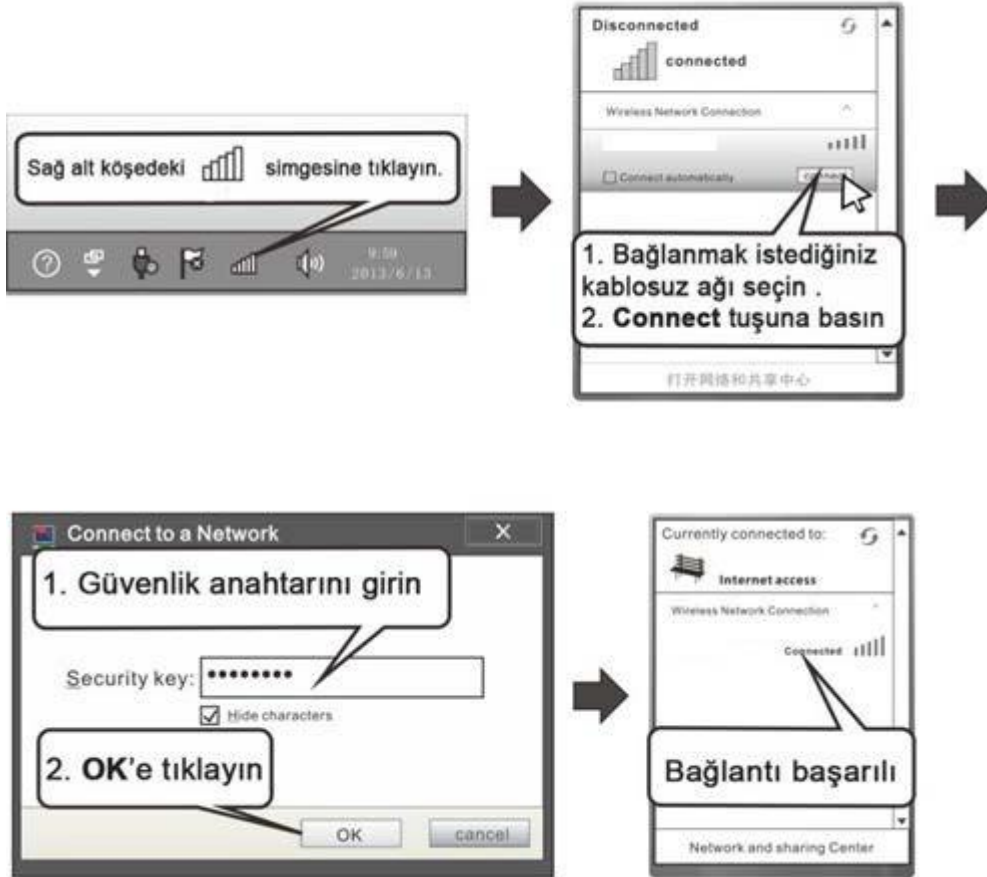 Sağ alt köşedeki simgesine tıklayın.
9:59
2013/6/13
Disconnected
connected
Wireless Network Connection
Connect automatically
connect
1. Bağlanmak istediğiniz
kablosuz ağı seçin .
2. Connect tuşuna basın
打开网络和共享中心
Connect to a Network
X
1. Güvenlik anahtarını girin
Security key: ••••••••
Hide characters
2. OK’e tıklayın
OK
cancel
Currently connected to:
Internet access
Wireless Network Connection
Connected
Bağlantı başarılı
Network and sharing Center